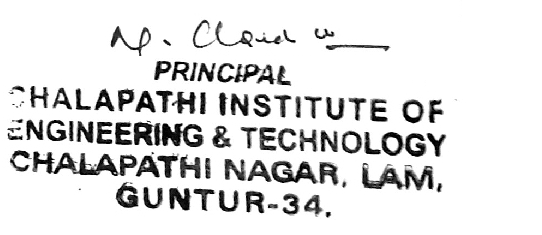 PRINCIPAL
CHALAPATHI INSTITUTE OF
ENGINEERING & TECHNOLOGY
CHALAPATHI NAGAR, LAM,
GUNTUR-34.